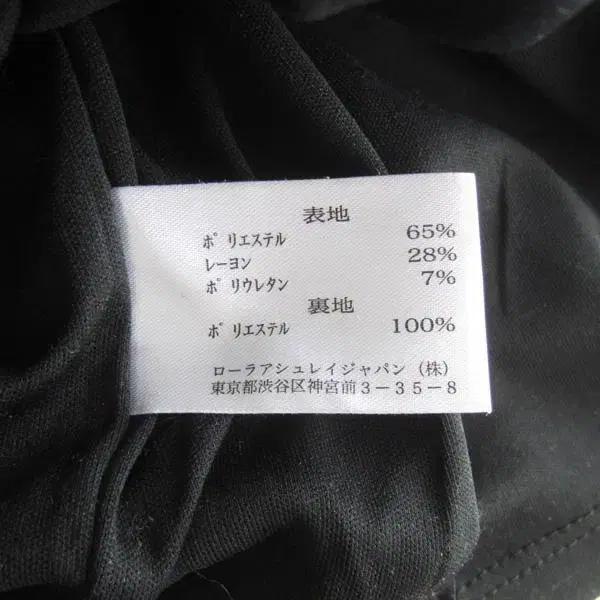 表地
ポリエステル 65%
レーヨン 28%
ポリウレタン 7%
裏地
ポリエステル 100%
ローラアシュレイジャパン（株）
東京都渋谷区神宮前3－35－8